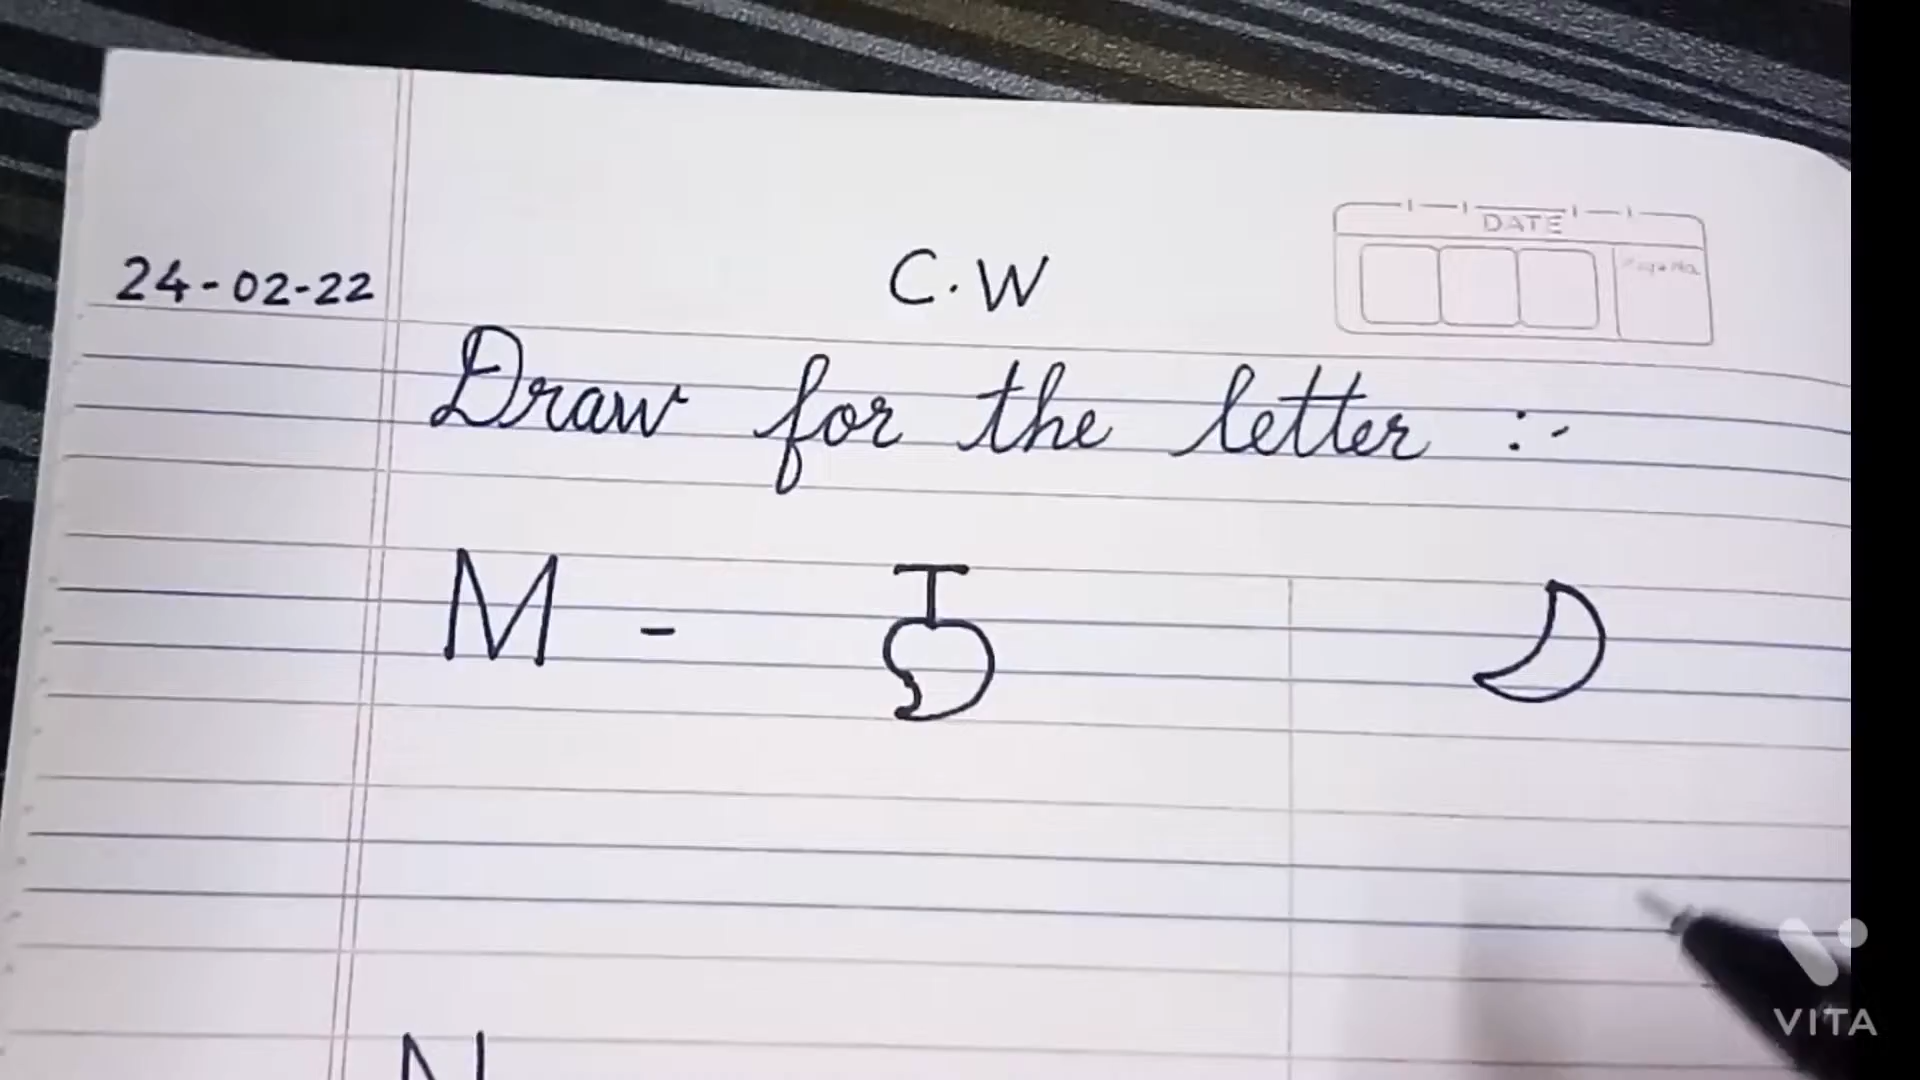 DATE
24-02-22 C.W
Draw for the letter :-
M -
N
VITA